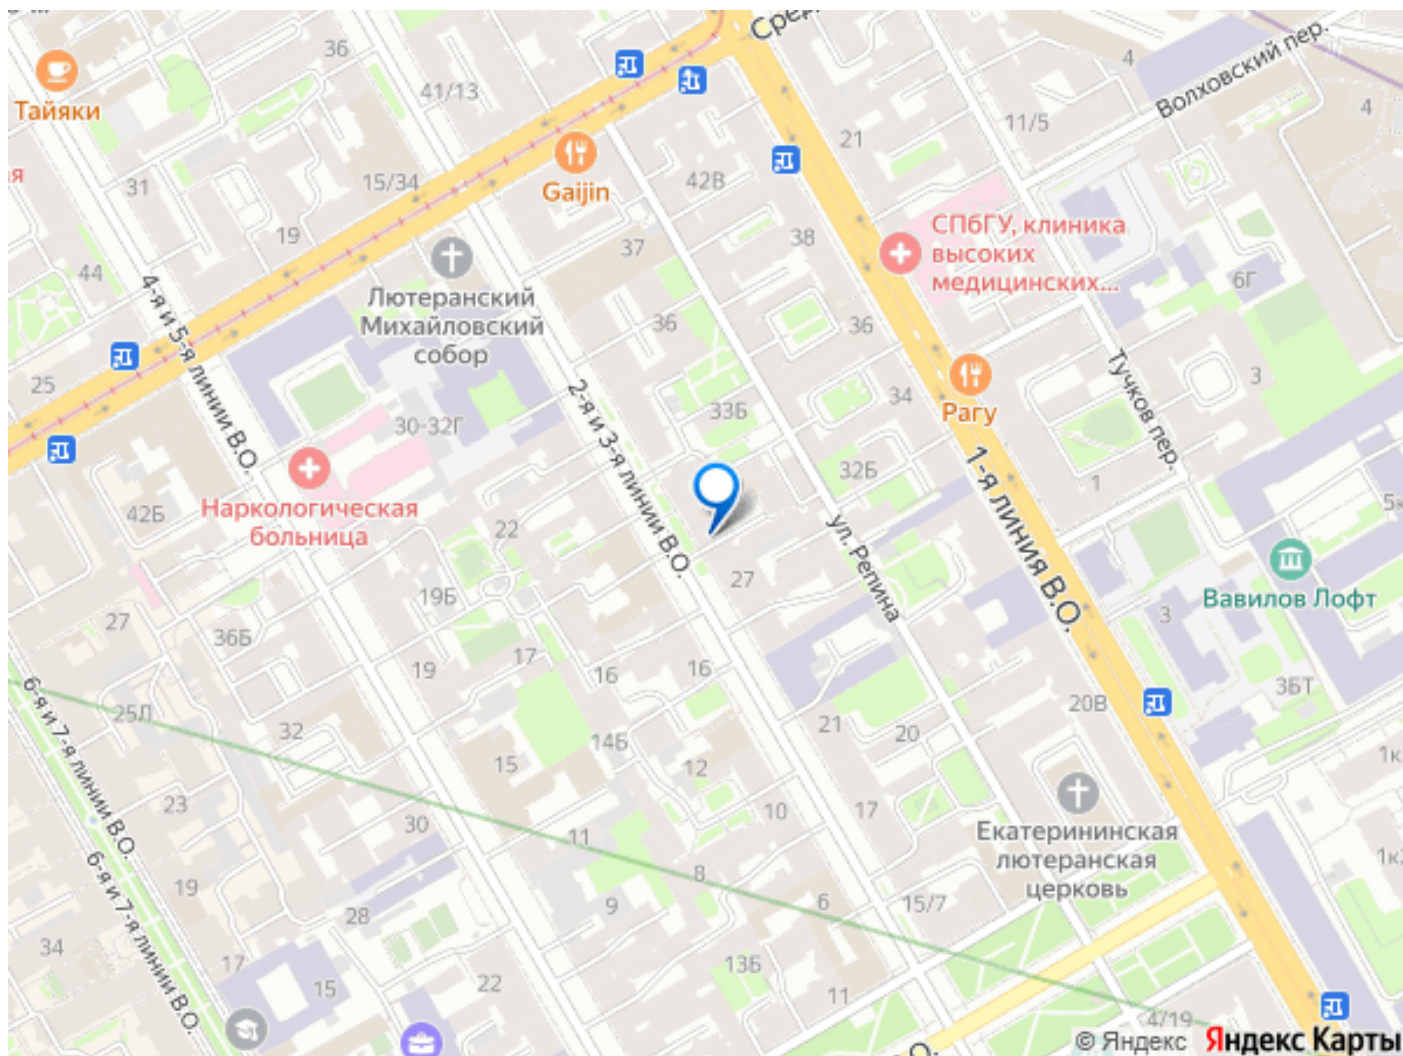 Сред
36
4
Волховский пер.
Тайяки
41/13
4
11/5
21
я
31
15/34
Gaijin
42В
19
37
38
СПбГУ, клиника
высоких
медицинских...
44
6Г
4-я и 5-я линии В.О.
Лютеранский
Михайловский
собор
36
36
Тучков пер.
25
2-я и 3-я линии В.О.
3
33Б
34
Рагу
30-32Г
32Б
1-я линия В.О.
1
42Б
Наркологическая
больница
22
ул. Репина
5к
27
19Б
Вавилов Лофт
27
36Б
3
19
17
16
16
6-я и 7-я линии В.О.
25Л
32
3БТ
20В
21
20
14Б
15
12
1к
23
10
17
30
11
Екатерининская
лютеранская
церковь
6-я и 7-я линии В.О.
19
8
1к
28
9
6
15/7
34
17
13Б
15
22
11
4/19
В.О.
© Яндекс Яндекс Карты